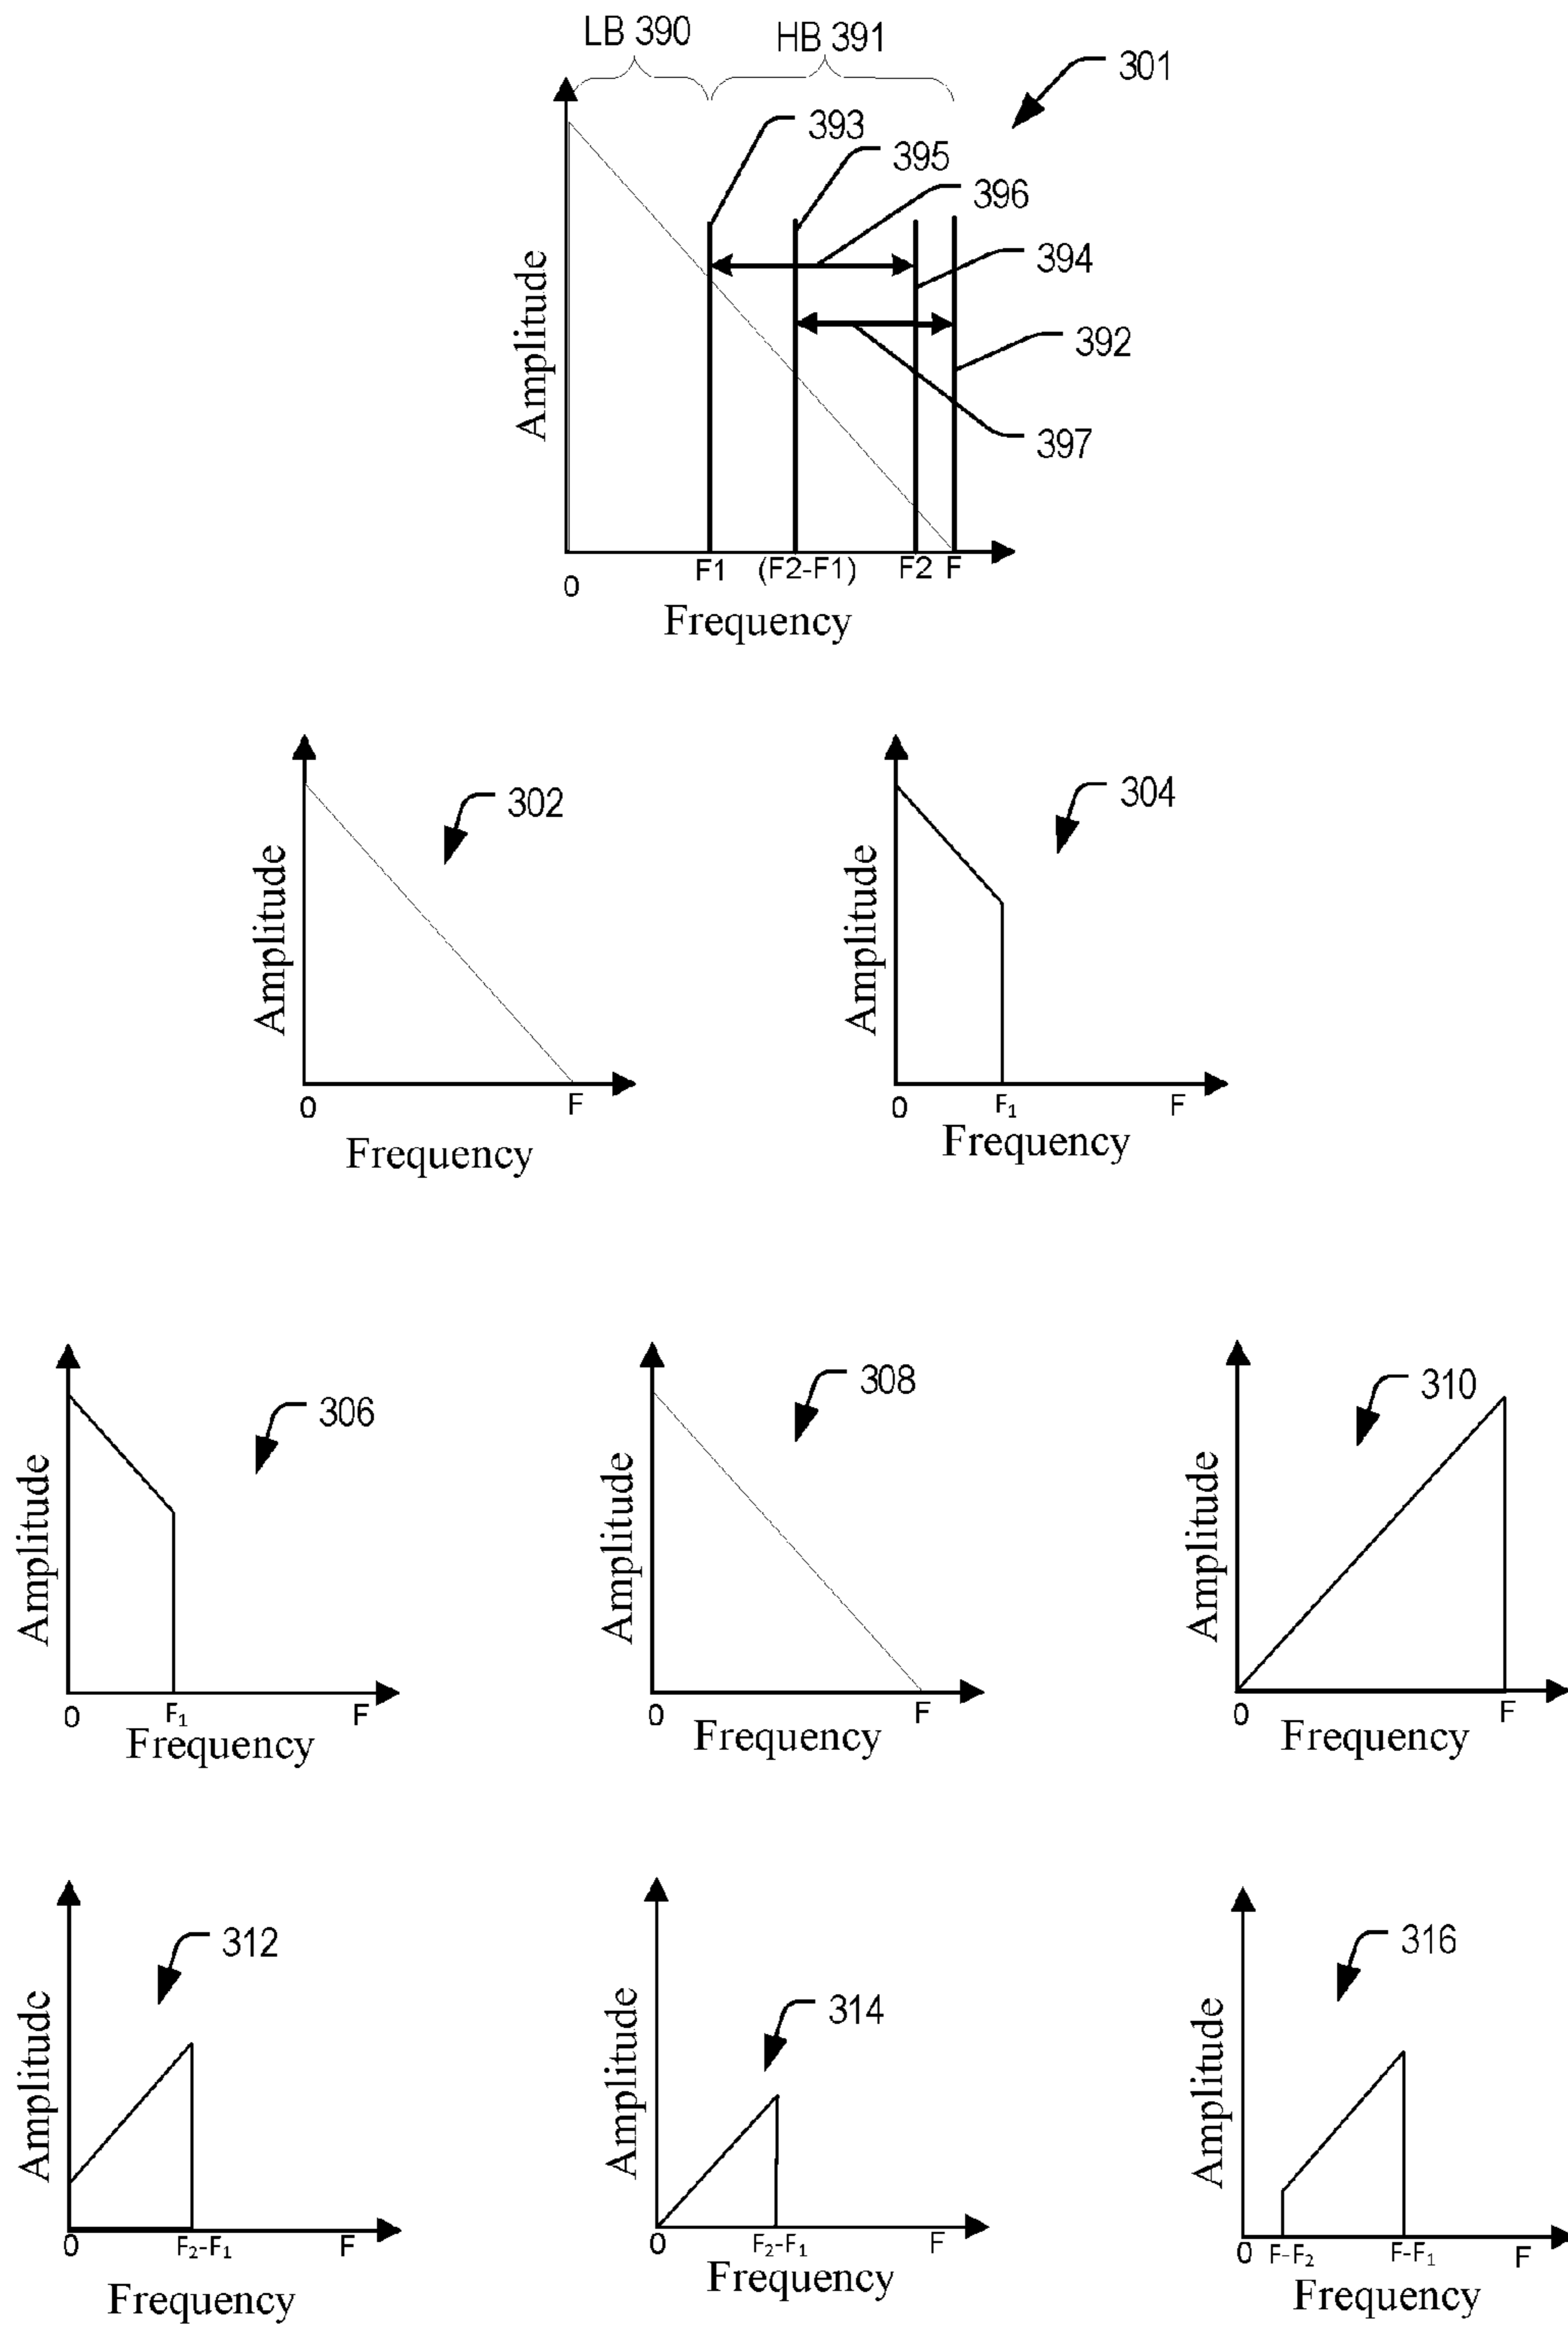 LB 390
HB 391
301
393
395
396
394
392
397
Amplitude
0
F1
(F2-F1)
F2
F
Frequency
302
Amplitude
0
F
Frequency
304
Amplitude
0
F₁
F
Frequency
306
Amplitude
0
F₁
F
Frequency
308
Amplitude
0
F
Frequency
310
Amplitude
0
F
Frequency
312
Amplitude
0
F₂-F₁
F
Frequency
314
Amplitude
0
F₂-F₁
F
Frequency
316
Amplitude
0
F-F₂
F-F₁
F
Frequency